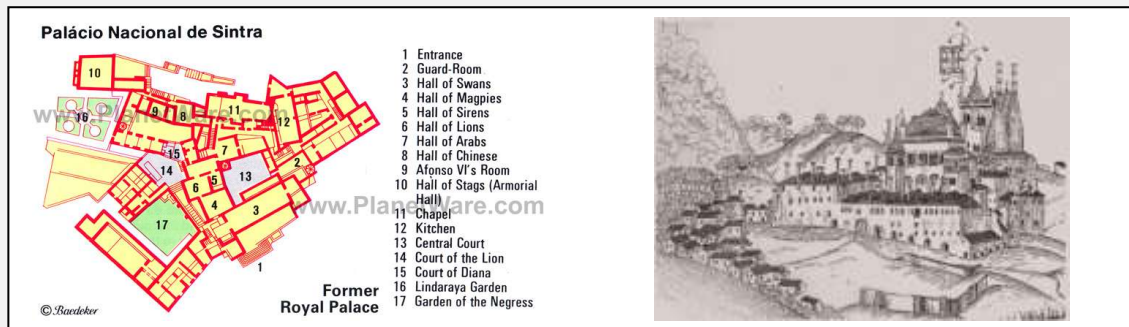 Palácio Nacional de Sintra
1 Entrance
2 Guard-Room
3 Hall of Swans
4 Hall of Magpies
5 Hall of Sirens
6 Hall of Lions
7 Hall of Arabs
8 Hall of Chinese
9 Afonso VI's Room
10 Hall of Stags (Armorial
Hall)
11 Chapel
12 Kitchen
13 Central Court
14 Court of the Lion
15 Court of Diana
16 Lindaraya Garden
17 Garden of the Negress
10
16
9
8
11
12
15
7
14
13
2
6
5
4
3
17
1
www.PlanetWare.com
www.PlanetWare.com
Former
Royal Palace
© Baedeker